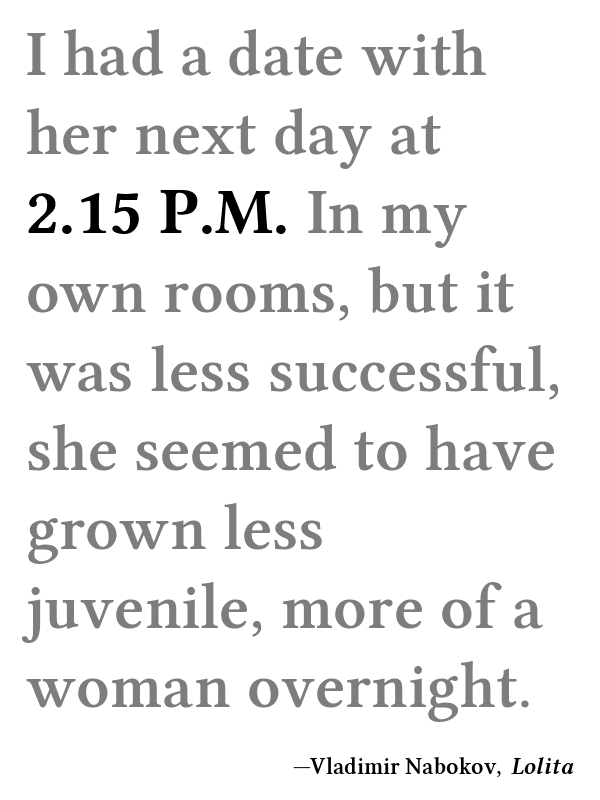 I had a date with
her next day at
2.15 P.M. In my
own rooms, but it
was less successful,
she seemed to have
grown less
juvenile, more of a
woman overnight.
—Vladimir Nabokov, Lolita